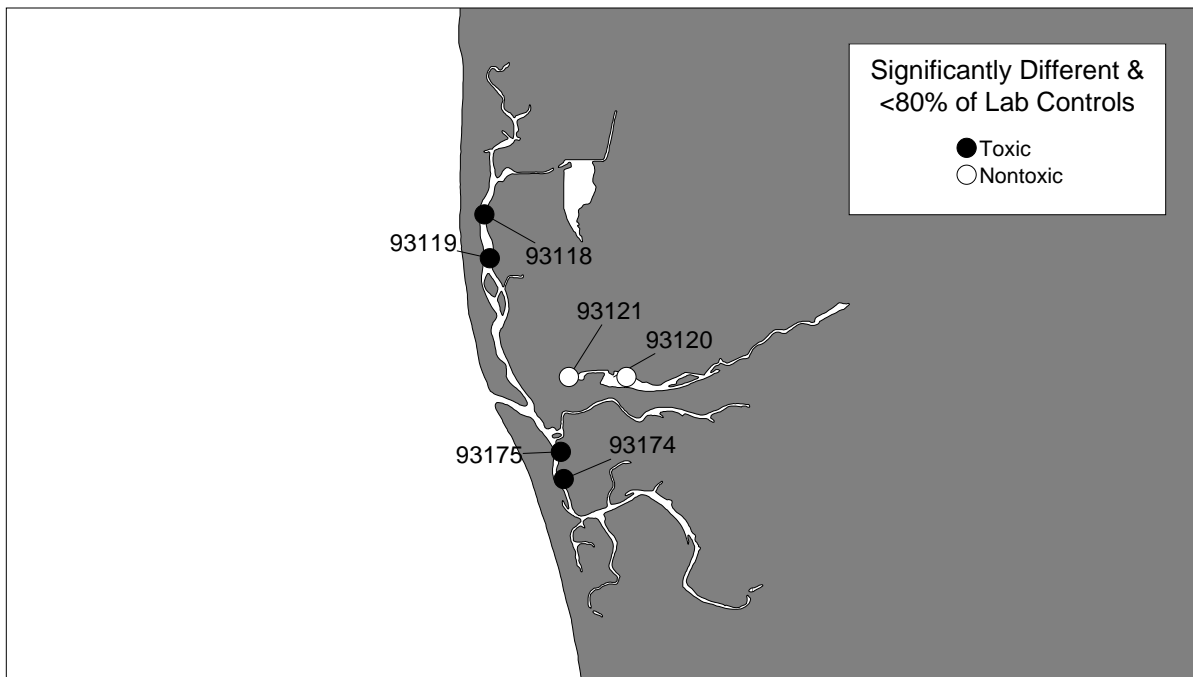 Significantly Different &
<80% of Lab Controls
Toxic
Nontoxic
93119
93118
93121
93120
93175
93174